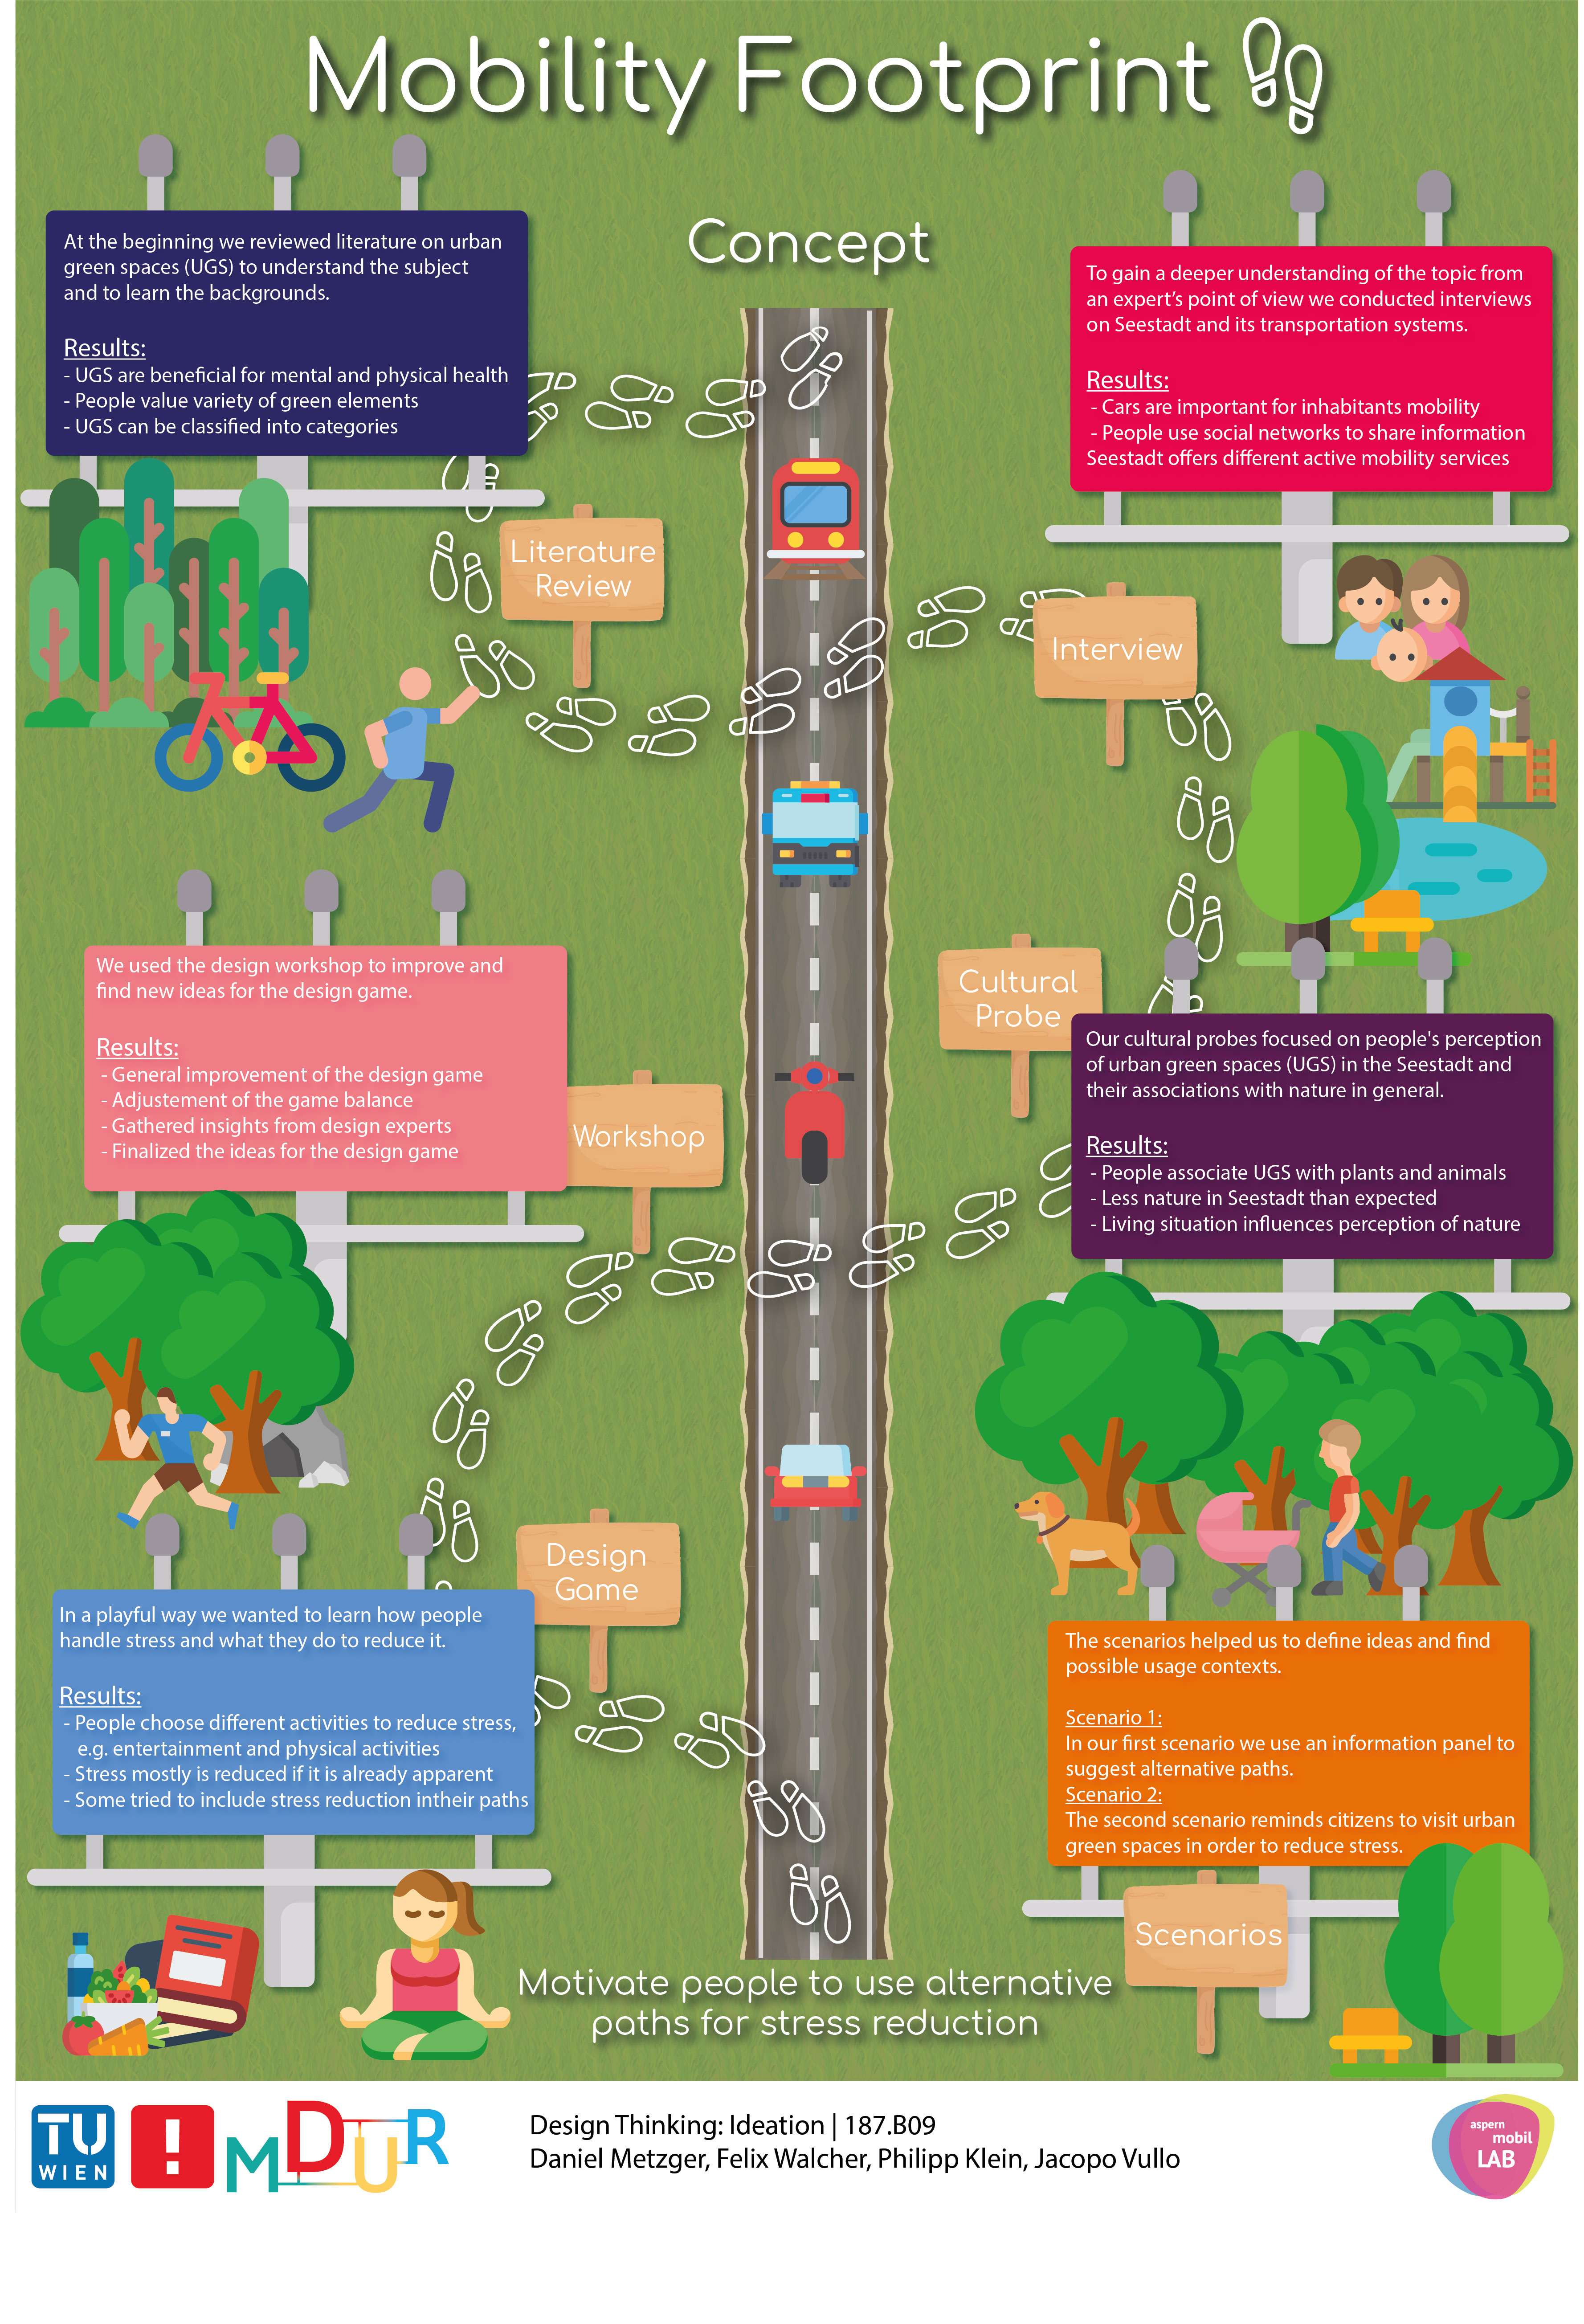 Mobility Footprint
Concept
At the beginning we reviewed literature on urban
green spaces (UGS) to understand the subject
and to learn the backgrounds.
Results:
- UGS are beneficial for mental and physical health
- People value variety of green elements
- UGS can be classified into categories
Literature
Review
To gain a deeper understanding of the topic from
an expert's point of view we conducted interviews
on Seestadt and its transportation systems.
Results:
- Cars are important for inhabitants mobility
- People use social networks to share information
Seestadt offers different active mobility services
Interview
Cultural
Probe
Our cultural probes focused on people's perception
of urban green spaces (UGS) in the Seestadt and
their associations with nature in general.
Results:
- People associate UGS with plants and animals
- Less nature in Seestadt than expected
- Living situation influences perception of nature
We used the design workshop to improve and
find new ideas for the design game.
Results:
- General improvement of the design game
- Adjustement of the game balance
- Gathered insights from design experts
- Finalized the ideas for the design game
Workshop
Design
Game
In a playful way we wanted to learn how people
handle stress and what they do to reduce it.
Results:
- People choose different activities to reduce stress,
e.g. entertainment and physical activities
- Stress mostly is reduced if it is already apparent
- Some tried to include stress reduction intheir paths
The scenarios helped us to define ideas and find
possible usage contexts.
Scenario 1:
In our first scenario we use an information panel to
suggest alternative paths.
Scenario 2:
The second scenario reminds citizens to visit urban
green spaces in order to reduce stress.
Scenarios
Motivate people to use alternative
paths for stress reduction
TU
WIEN
!
MDUR
Design Thinking: Ideation | 187.B09
Daniel Metzger, Felix Walcher, Philipp Klein, Jacopo Vullo
aspern
mobil
LAB